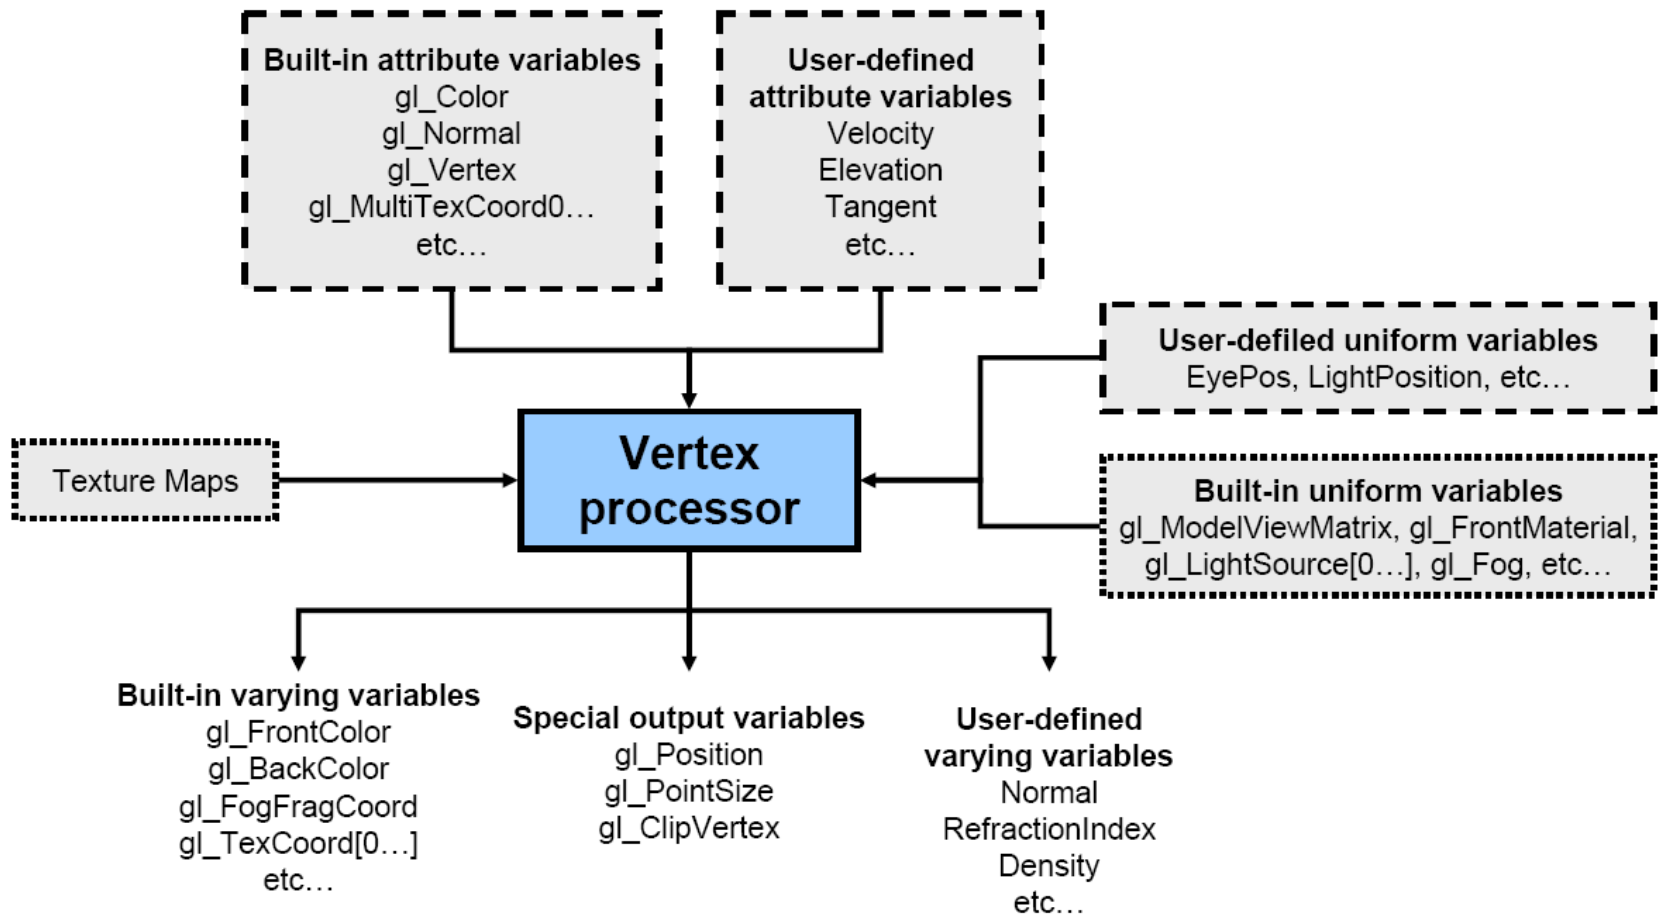 Built-in attribute variables
gl_Color
gl_Normal
gl_Vertex
gl_MultiTexCoord0…
etc…
User-defined
attribute variables
Velocity
Elevation
Tangent
etc…
User-defiled uniform variables
EyePos, LightPosition, etc…
Texture Maps
Vertex
processor
Built-in uniform variables
gl_ModelViewMatrix, gl_FrontMaterial,
gl_LightSource[0…], gl_Fog, etc…
Built-in varying variables
gl_FrontColor
gl_BackColor
gl_FogFragCoord
gl_TexCoord[0…]
etc…
Special output variables
gl_Position
gl_PointSize
gl_ClipVertex
User-defined
varying variables
Normal
RefractionIndex
Density
etc…